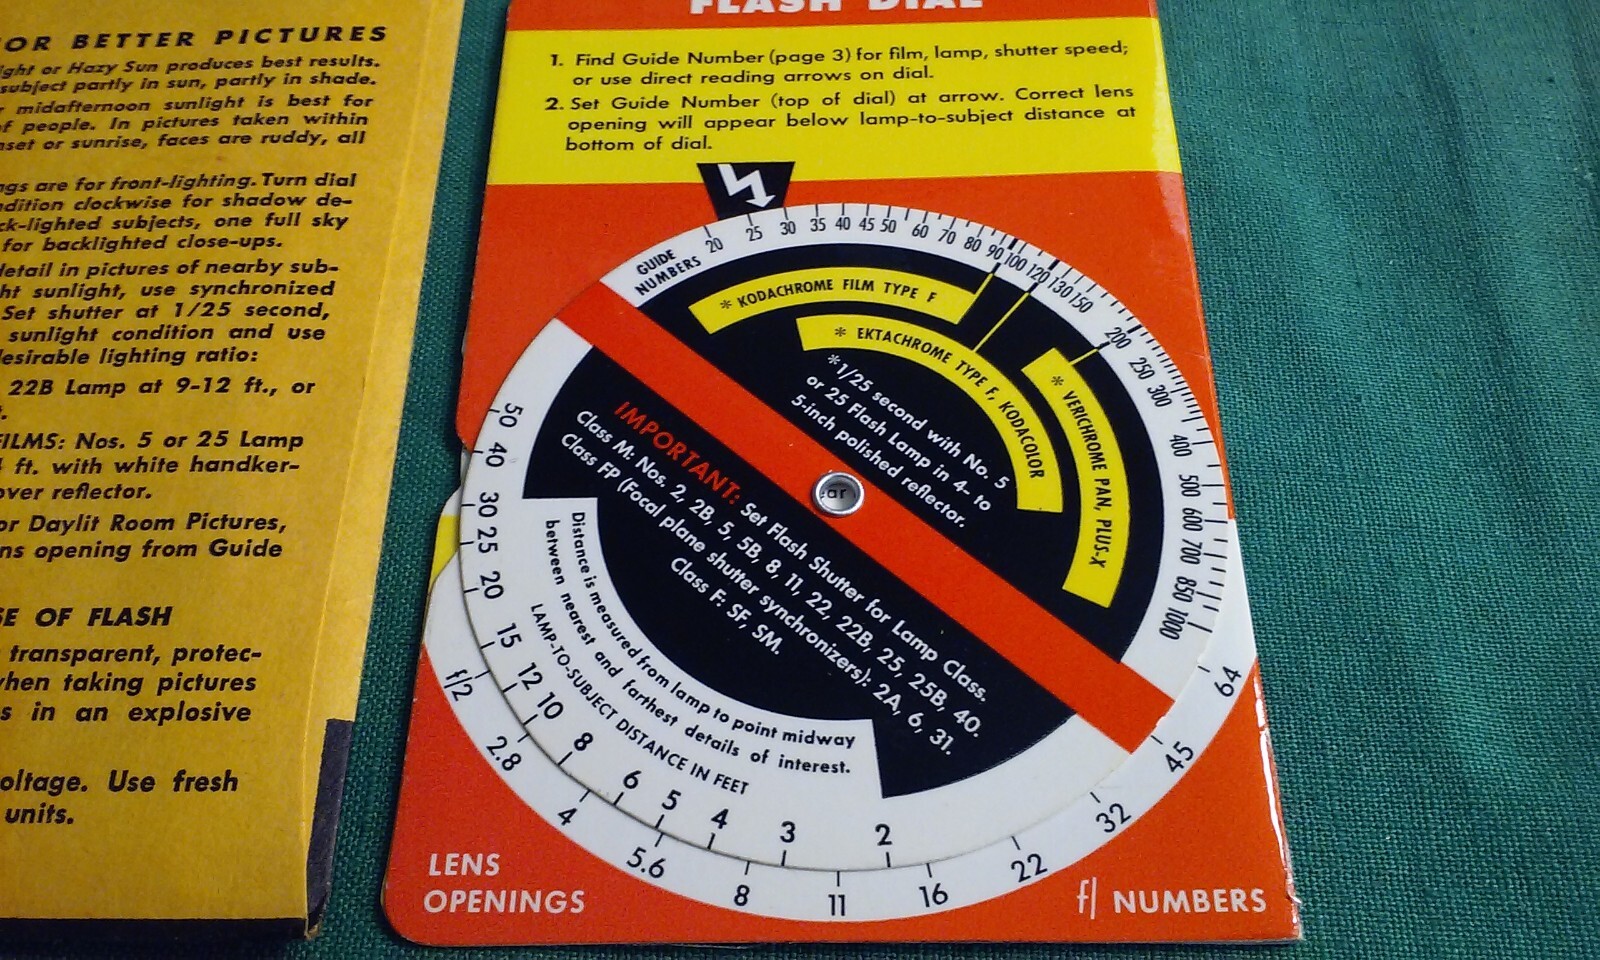 OR BETTER PICTURES
ight or Hazy Sun produces best results.
subject partly in sun, partly in shade.
r midafternoon sunlight is best for
of people. In pictures taken within
nset or sunrise, faces are ruddy, all
ngs are for front-lighting. Turn dial
ndition clockwise for shadow de-
ck-lighted subjects, one full sky
for backlighted close-ups.
detail in pictures of nearby sub-
ht sunlight, use synchronized
Set shutter at 1/25 second,
sunlight condition and use
desirable lighting ratio:
22B Lamp at 9-12 ft., or
FILMS: Nos. 5 or 25 Lamp
ft. with white handker-
over reflector.
or Daylit Room Pictures,
ns opening from Guide
SE OF FLASH
transparent, protec-
when taking pictures
s in an explosive
oltage. Use fresh
units.
FLASH DIAL
1. Find Guide Number (page 3) for film, lamp, shutter speed;
or use direct reading arrows on dial.
2. Set Guide Number (top of dial) at arrow. Correct lens
opening will appear below lamp-to-subject distance at
bottom of dial.
GUIDE
NUMBERS
20 25 30 35 40 45 50 60 70 80 90 100 120 130 150 200 250 300 400 500 600 700 850 1000
* KODACHROME FILM TYPE F
* EKTACHROME TYPE F, KODACOLOR
* VERICHROME PAN, PLUS-X
*1/25 second with No. 5
or 25 Flash Lamp in 4- to
5-inch polished reflector.
ar
IMPORTANT: Set Flash Shutter for Lamp Class.
Class M: Nos. 2, 2B, 5, 5B, 8, 11, 22, 22B, 25, 25B, 40.
Class FP (Focal plane shutter synchronizers): 2A, 6, 31.
Class F: SF, SM.
Distance is measured from lamp to point midway
between nearest and farthest details of interest.
LAMP-TO-SUBJECT DISTANCE IN FEET
50 40 30 25 20 15 12 10 8 6 5 4 3 2
f/2 2.8 4 5.6 8 11 16 22 32 45 64
LENS
OPENINGS
f/ NUMBERS